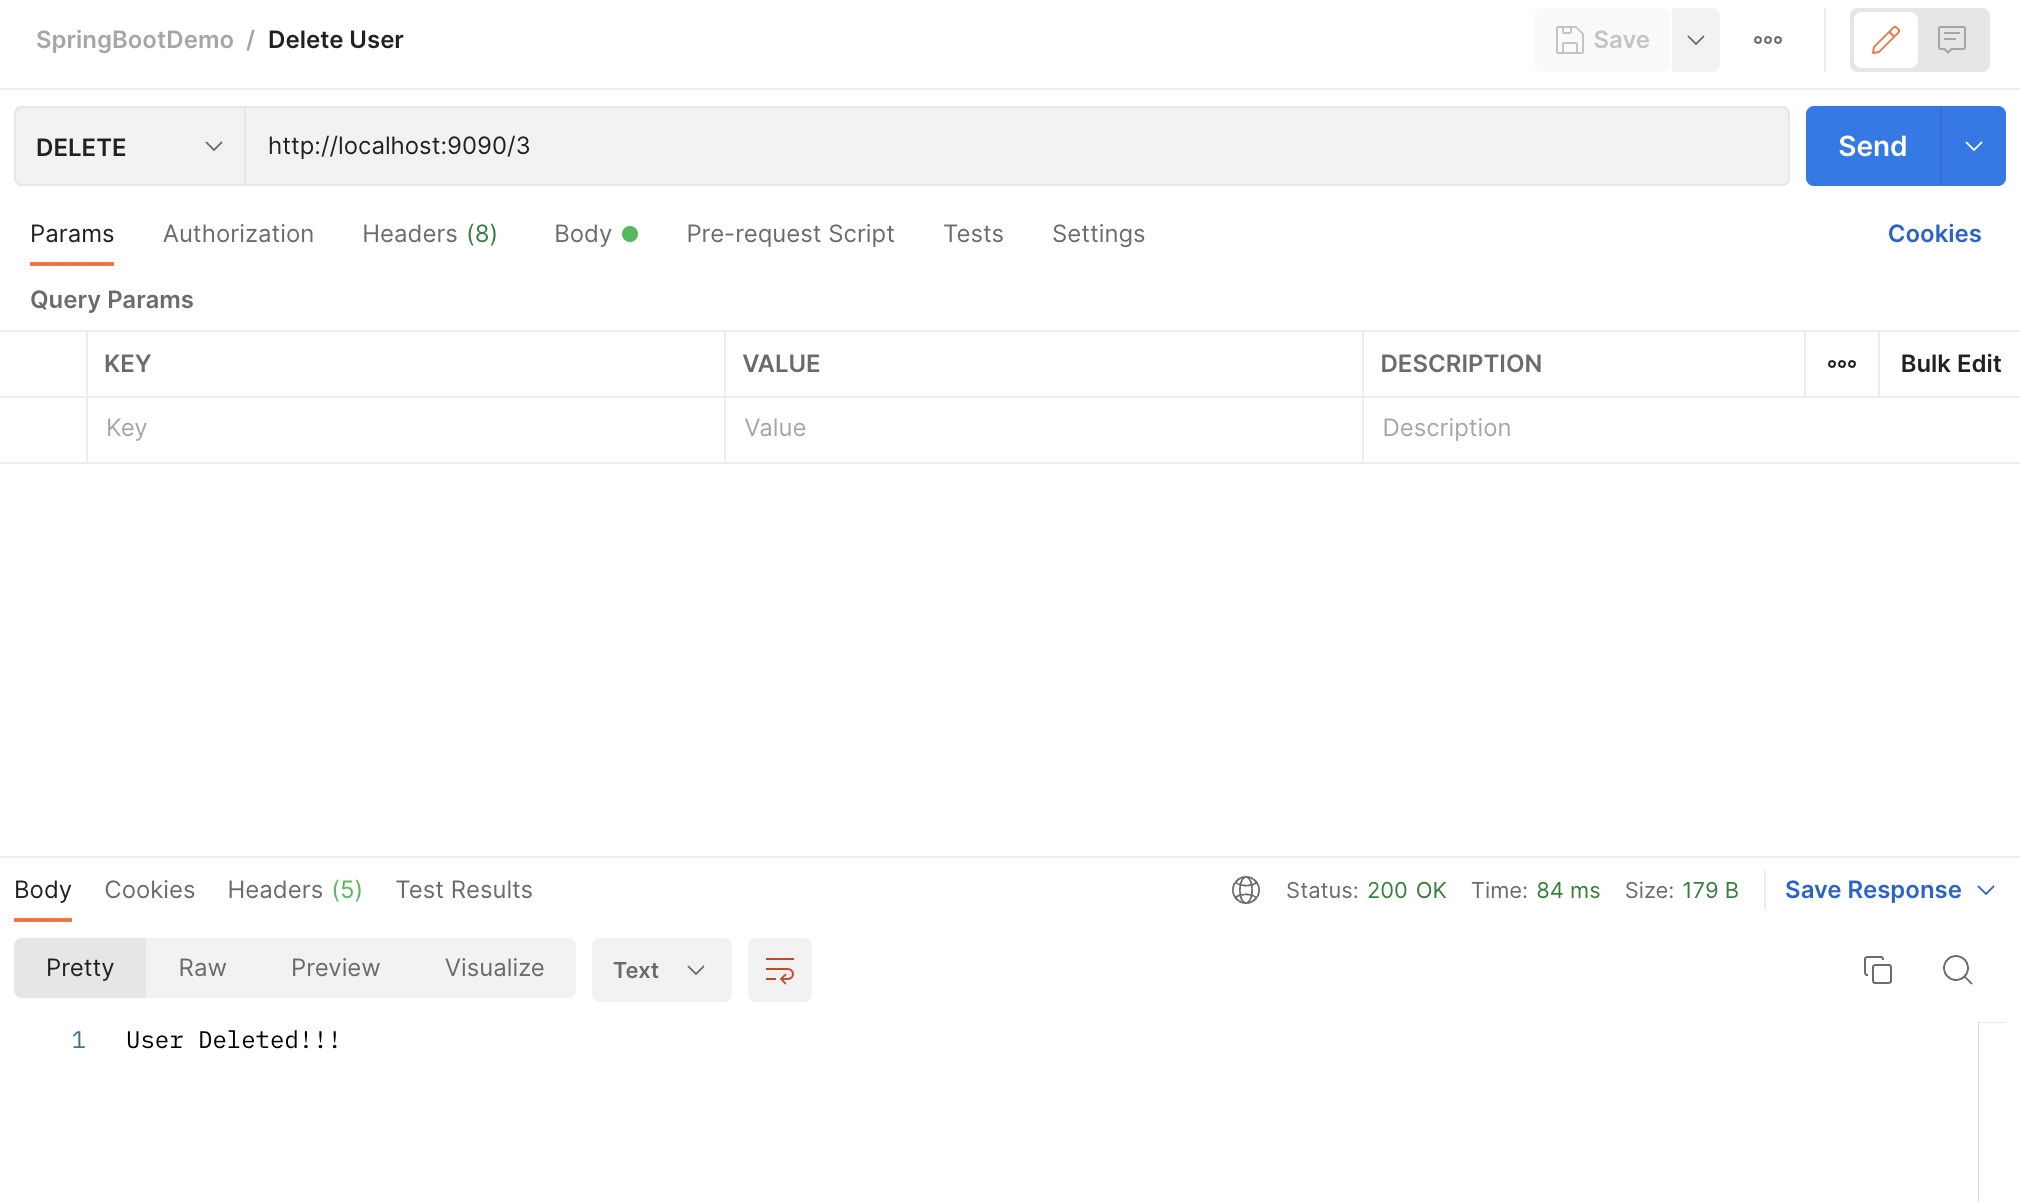 SpringBootDemo / Delete User
Save
DELETE
http://localhost:9090/3
Send
Params Authorization Headers (8) Body Pre-request Script Tests Settings
Cookies
Query Params
KEY VALUE DESCRIPTION Bulk Edit
Key Value Description
Body Cookies Headers (5) Test Results
Status: 200 OK Time: 84 ms Size: 179 B
Save Response
Pretty Raw Preview Visualize Text
1 User Deleted!!!